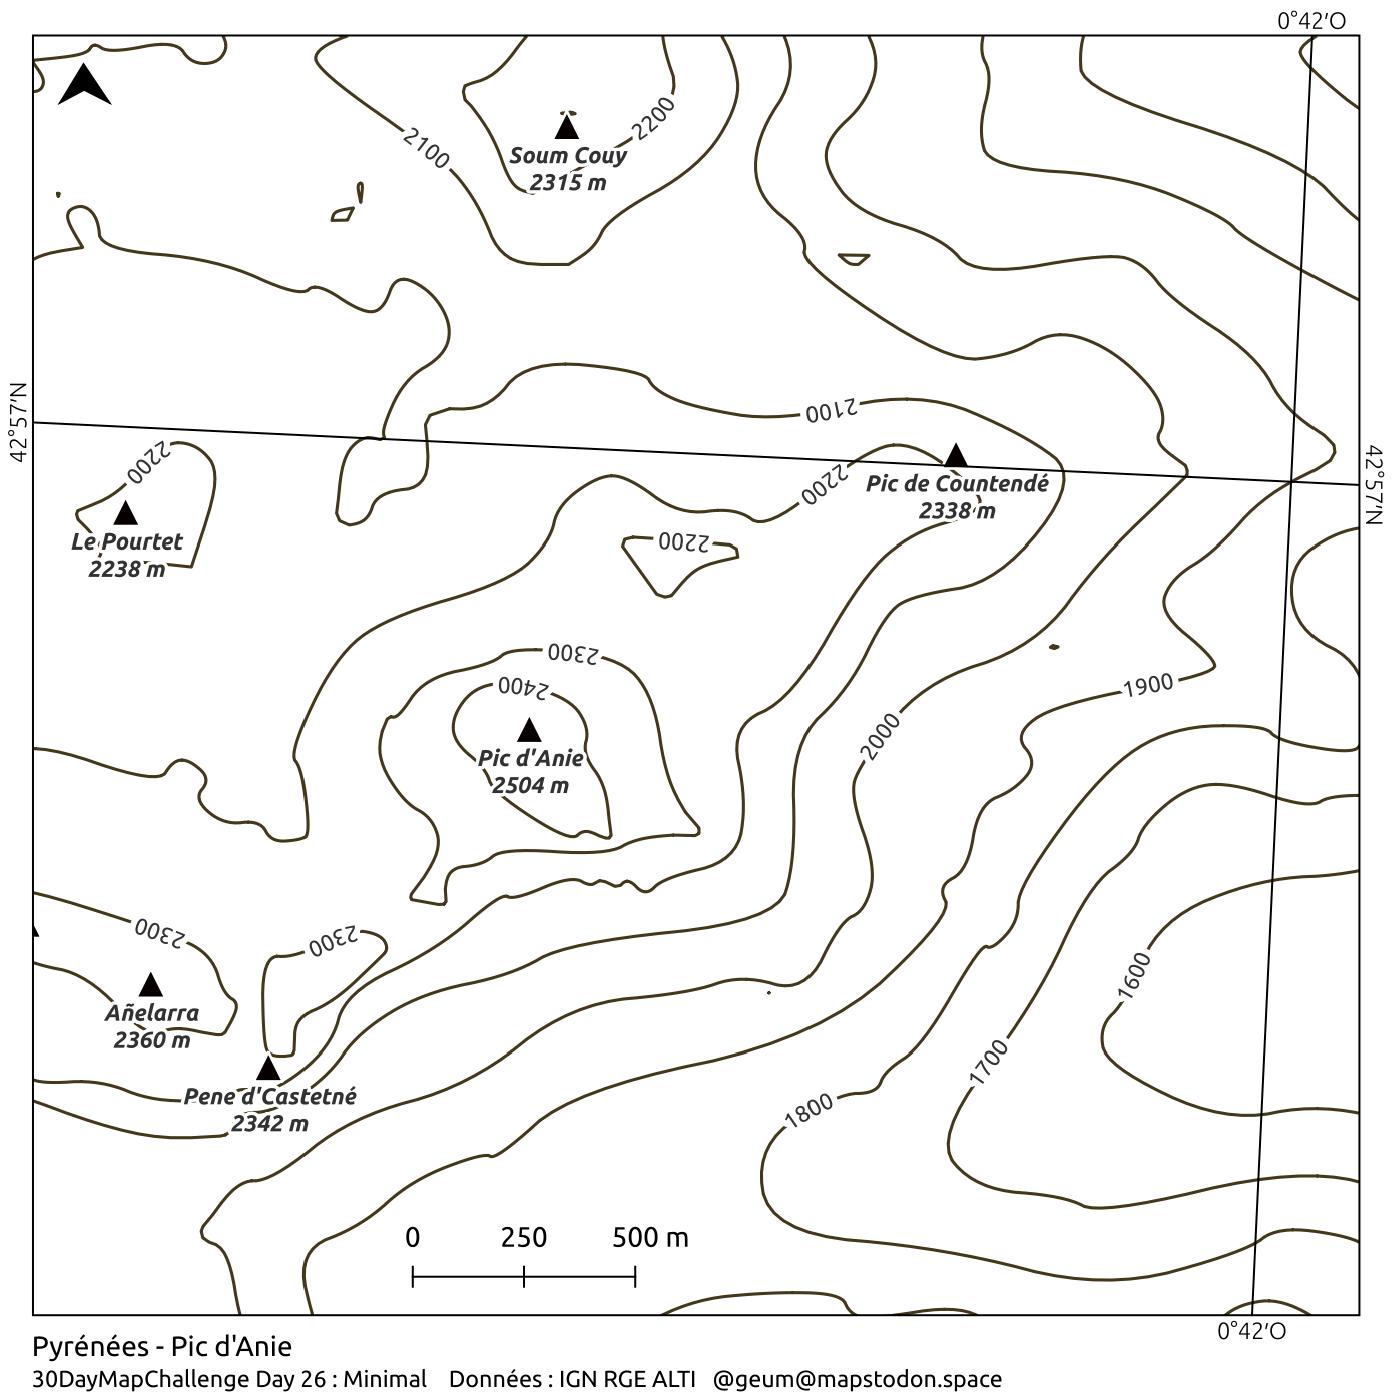 0°42′O
2100
2200
Soum Couy
2315 m
42°57′N
2100
2200
2200
Pic de Countendé
2338 m
42°57′N
Le Pourtet
2238 m
2200
2300
2400
1900
2000
Pic d'Anie
2504 m
2300
2300
1600
Añelarra
2360 m
1700
Pene d'Castetné
2342 m
1800
0 250 500 m
0°42′O
Pyrénées - Pic d'Anie
30DayMapChallenge Day 26 : Minimal Données : IGN RGE ALTI @geum@mapstodon.space